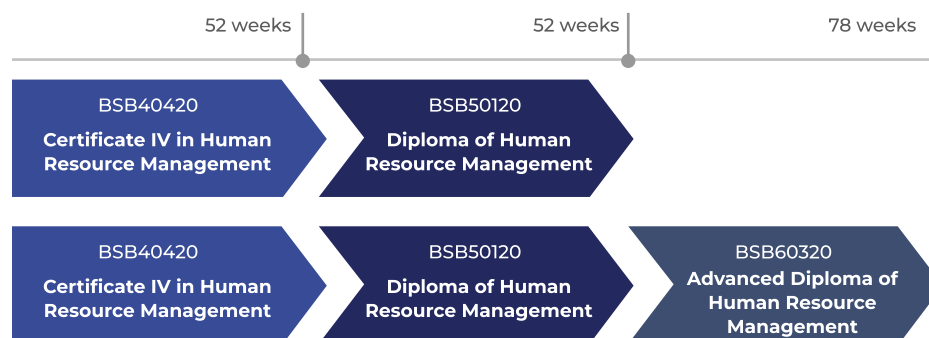 52 weeks
52 weeks
78 weeks
BSB40420
Certificate IV in Human
Resource Management
BSB50120
Diploma of Human
Resource Management
BSB40420
Certificate IV in Human
Resource Management
BSB50120
Diploma of Human
Resource Management
BSB60320
Advanced Diploma of
Human Resource
Management